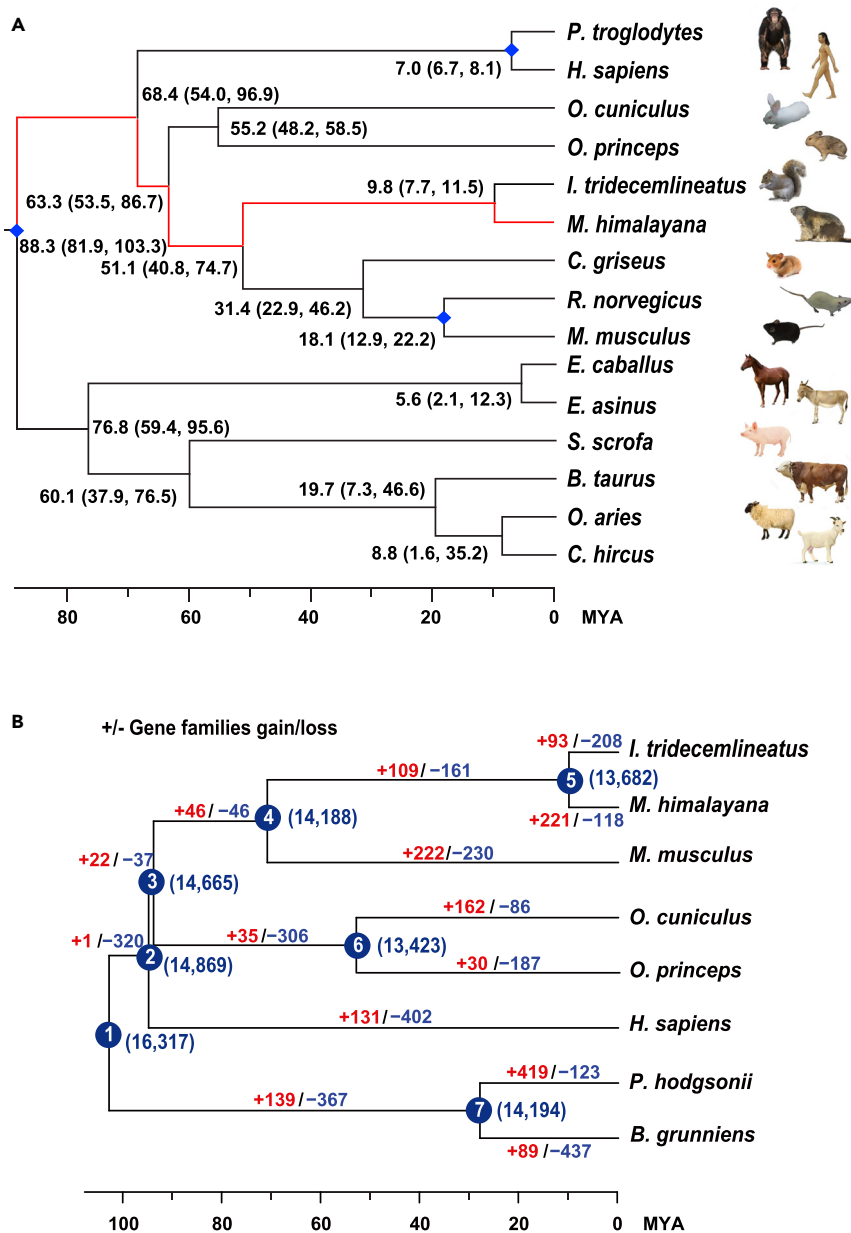 A
P. troglodytes
7.0 (6.7, 8.1)
H. sapiens
68.4 (54.0, 96.9)
O. cuniculus
55.2 (48.2, 58.5)
O. princeps
9.8 (7.7, 11.5)
I. tridecemlineatus
63.3 (53.5, 86.7)
M. himalayana
88.3 (81.9, 103.3)
51.1 (40.8, 74.7)
C. griseus
31.4 (22.9, 46.2)
R. norvegicus
18.1 (12.9, 22.2)
M. musculus
E. caballus
5.6 (2.1, 12.3)
E. asinus
76.8 (59.4, 95.6)
S. scrofa
60.1 (37.9, 76.5)
19.7 (7.3, 46.6)
B. taurus
O. aries
8.8 (1.6, 35.2)
C. hircus
80 60 40 20 0 MYA
B
+/- Gene families gain/loss
+93/−208
I. tridecemlineatus
+109/−161
5 (13,682)
M. himalayana
+221/−118
+46/−46
4 (14,188)
+222/−230
M. musculus
+22/−37
3 (14,665)
+162/−86
O. cuniculus
+1/−320
+35/−306
6 (13,423)
2 (14,869)
+30/−187
O. princeps
+131/−402
H. sapiens
1 (16,317)
+419/−123
P. hodgsonii
+139/−367
7 (14,194)
B. grunniens
+89/−437
100 80 60 40 20 0 MYA